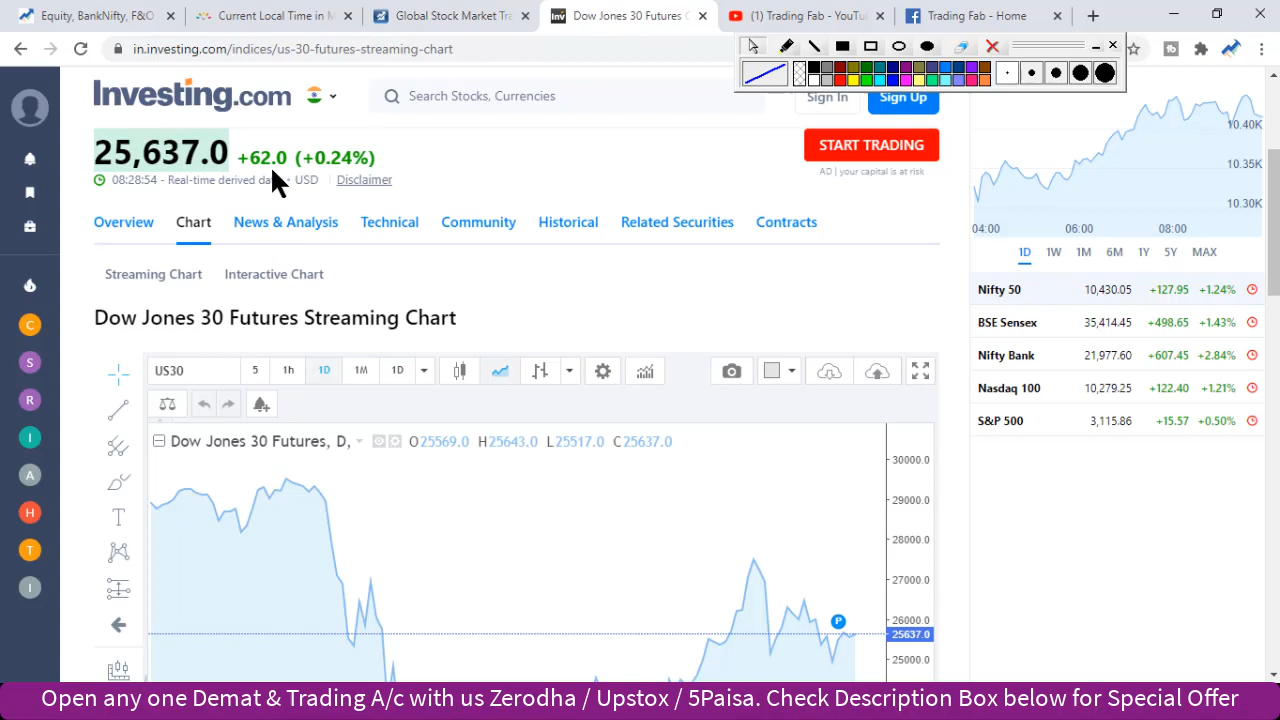 Equity, BankNifty, F&O
Current Local Time in M
Global Stock Market Tra
Inv
Dow Jones 30 Futures C
(1) Trading Fab - YouTu
Trading Fab - Home
in.investing.com/indices/us-30-futures-streaming-chart
Investing.com
Search Stocks, Currencies
Sign In
Sign Up
25,637.0 +62.0 (+0.24%)
08:28:54 - Real-time derived da
USD
Disclaimer
START TRADING
AD | your capital is at risk
Overview
Chart
News & Analysis
Technical
Community
Historical
Related Securities
Contracts
Streaming Chart
Interactive Chart
Dow Jones 30 Futures Streaming Chart
US30
5
1h
1D
1M
1D
Dow Jones 30 Futures, D,
O25569.0 H25643.0 L25517.0 C25637.0
30000.0
29000.0
28000.0
27000.0
26000.0
25637.0
25000.0
P
C
S
R
I
A
H
T
I
10.40K
10.35K
10.30K
04:00 06:00 08:00
1D 1W 1M 6M 1Y 5Y MAX
Nifty 50 10,430.05 +127.95 +1.24%
BSE Sensex 35,414.45 +498.65 +1.43%
Nifty Bank 21,977.60 +607.45 +2.84%
Nasdaq 100 10,279.25 +122.40 +1.21%
S&P 500 3,115.86 +15.57 +0.50%
Open any one Demat & Trading A/c with us Zerodha / Upstox / 5Paisa. Check Description Box below for Special Offer